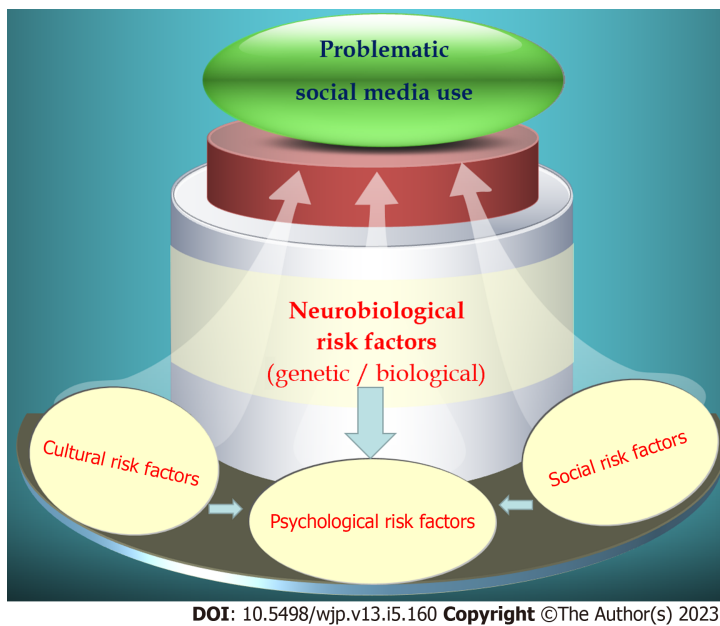 Problematic
social media use
Neurobiological
risk factors
(genetic / biological)
Cultural risk factors
Social risk factors
Psychological risk factors
DOI: 10.5498/wjp.v13.i5.160 Copyright ©The Author(s) 2023